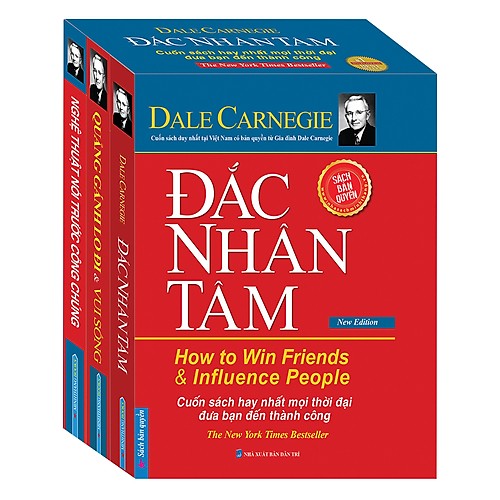 DALE CARNEGIE
ĐẮC NHÂN TÂM
Cuốn sách hay nhất mọi thời đại
đưa bạn đến thành công
The New York Times Bestseller
DALE CARNEGIE
Cuốn sách duy nhất tại Việt Nam có bản quyền từ Gia đình Dale Carnegie
SÁCH BẢN QUYỀN
ĐẮC
NHÂN
TÂM
New Edition
How to Win Friends
& Influence People
Cuốn sách hay nhất mọi thời đại
đưa bạn đến thành công
The New York Times Bestseller
NHÀ XUẤT BẢN DÂN TRÍ
NGHỆ THUẬT NÓI TRƯỚC CÔNG CHÚNG
QUẲNG GÁNH LO ĐI & VUI SỐNG
DALE CARNEGIE
ĐẮC NHÂN TÂM
Sách bản quyền